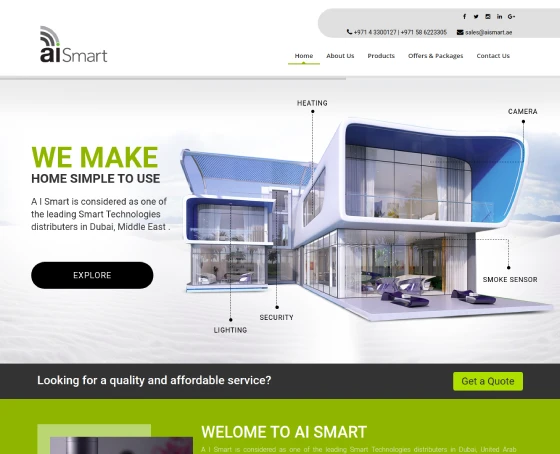 +971 4 3300127 | +971 58 6223305 sales@aismart.ae
ai Smart
Home About Us Products Offers & Packages Contact Us
HEATING
CAMERA
WE MAKE
HOME SIMPLE TO USE
A I Smart is considered as one of
the leading Smart Technologies
distributers in Dubai, Middle East .
EXPLORE
SMOKE SENSOR
SECURITY
LIGHTING
Looking for a quality and affordable service?
Get a Quote
WELOME TO AI SMART
A I Smart is considered as one of the leading Smart Technologies distributers in Dubai, United Arab